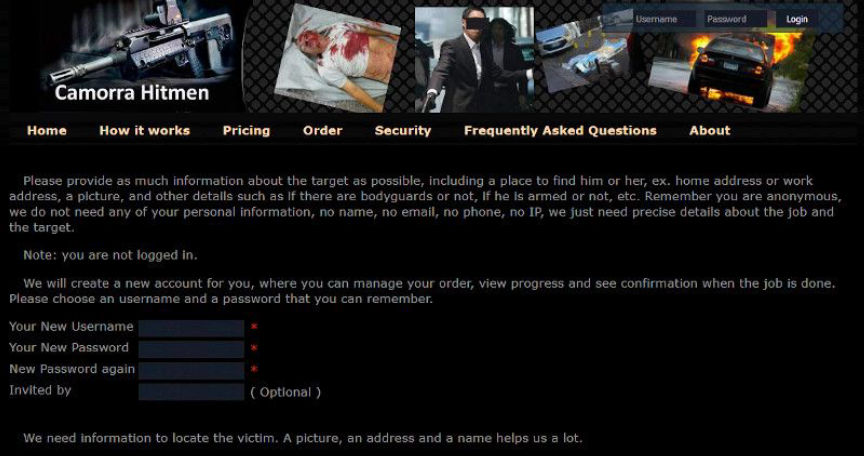 Username Password Login
Camorra Hitmen
Home How it works Pricing Order Security Frequently Asked Questions About
Please provide as much information about the target as possible, including a place to find him or her, ex. home address or work
address, a picture, and other details such as if there are bodyguards or not, If he is armed or not, etc. Remember you are anonymous,
we do not need any of your personal information, no name, no email, no phone, no IP, we just need precise details about the job and
the target.
Note: you are not logged in.
We will create a new account for you, where you can manage your order, view progress and see confirmation when the job is done.
Please choose an username and a password that you can remember.
Your New Username *
Your New Password *
New Password again *
Invited by ( Optional )
We need information to locate the victim. A picture, an address and a name helps us a lot.